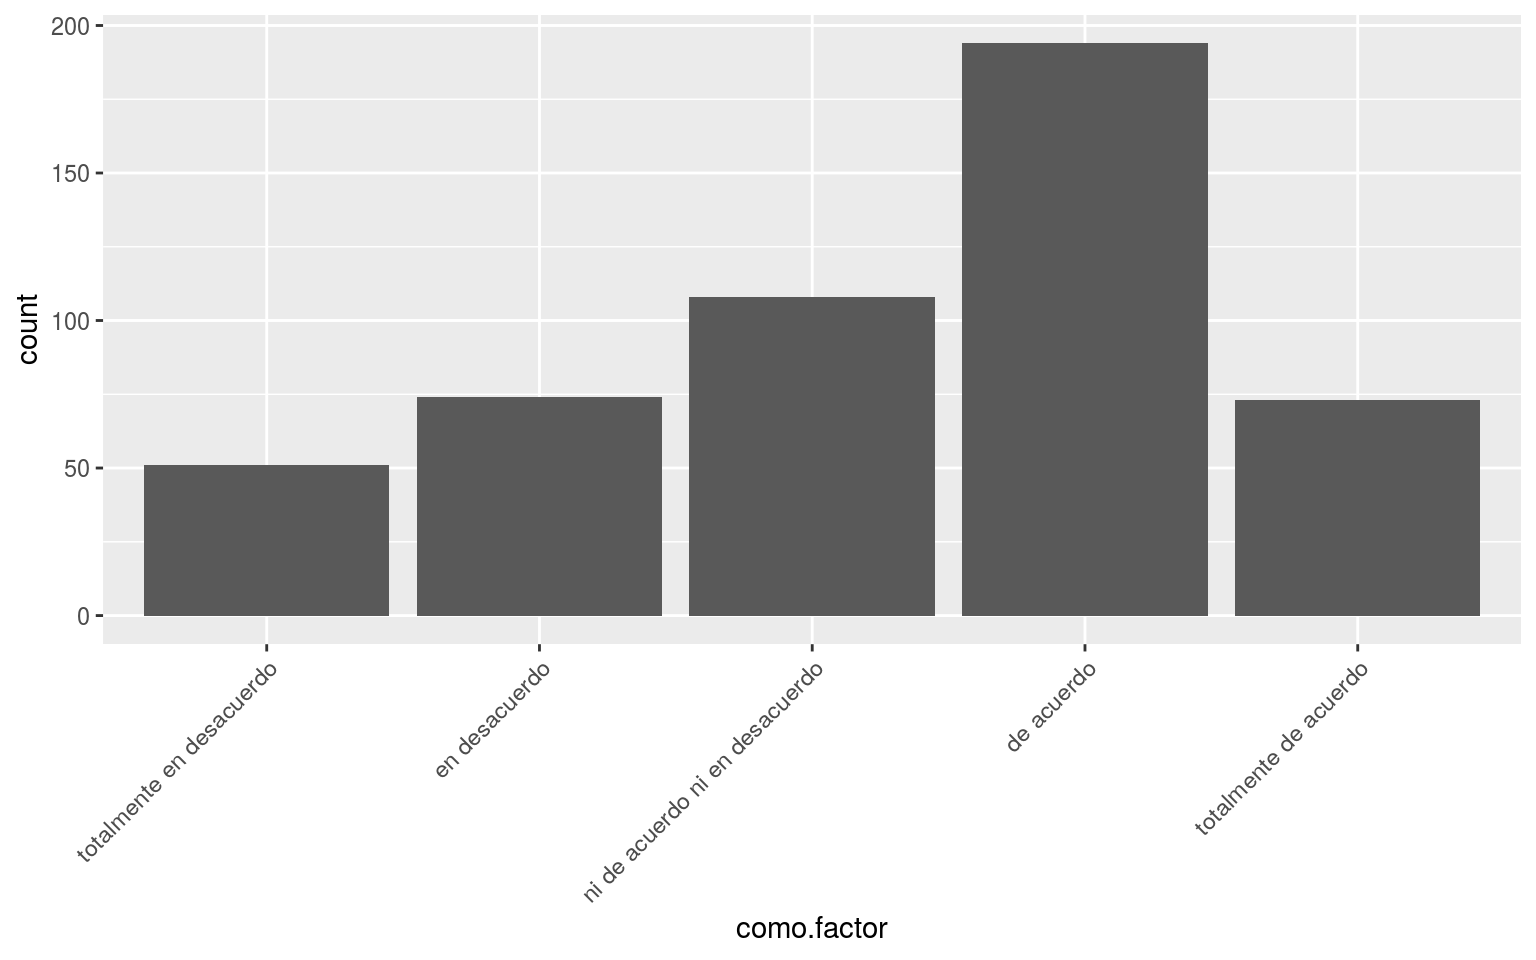 200
150
100
50
0
count
totalmente en desacuerdo
en desacuerdo
ni de acuerdo ni en desacuerdo
de acuerdo
totalmente de acuerdo
como.factor